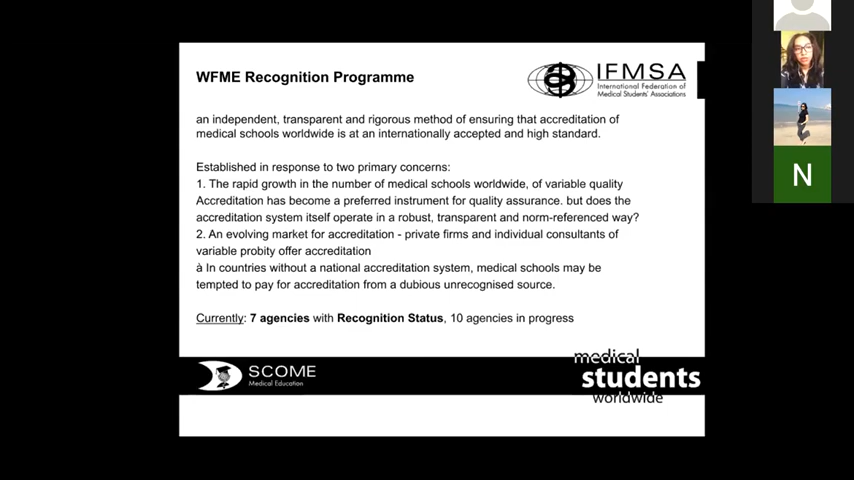 WFME Recognition Programme
IFMSA
International Federation of
Medical Students' Associations
an independent, transparent and rigorous method of ensuring that accreditation of
medical schools worldwide is at an internationally accepted and high standard.
Established in response to two primary concerns:
1. The rapid growth in the number of medical schools worldwide, of variable quality
Accreditation has become a preferred instrument for quality assurance. but does the
accreditation system itself operate in a robust, transparent and norm-referenced way?
2. An evolving market for accreditation - private firms and individual consultants of
variable probity offer accreditation
à In countries without a national accreditation system, medical schools may be
tempted to pay for accreditation from a dubious unrecognised source.
Currently: 7 agencies with Recognition Status, 10 agencies in progress
SCOME
Medical Education
medical
students
worldwide
N